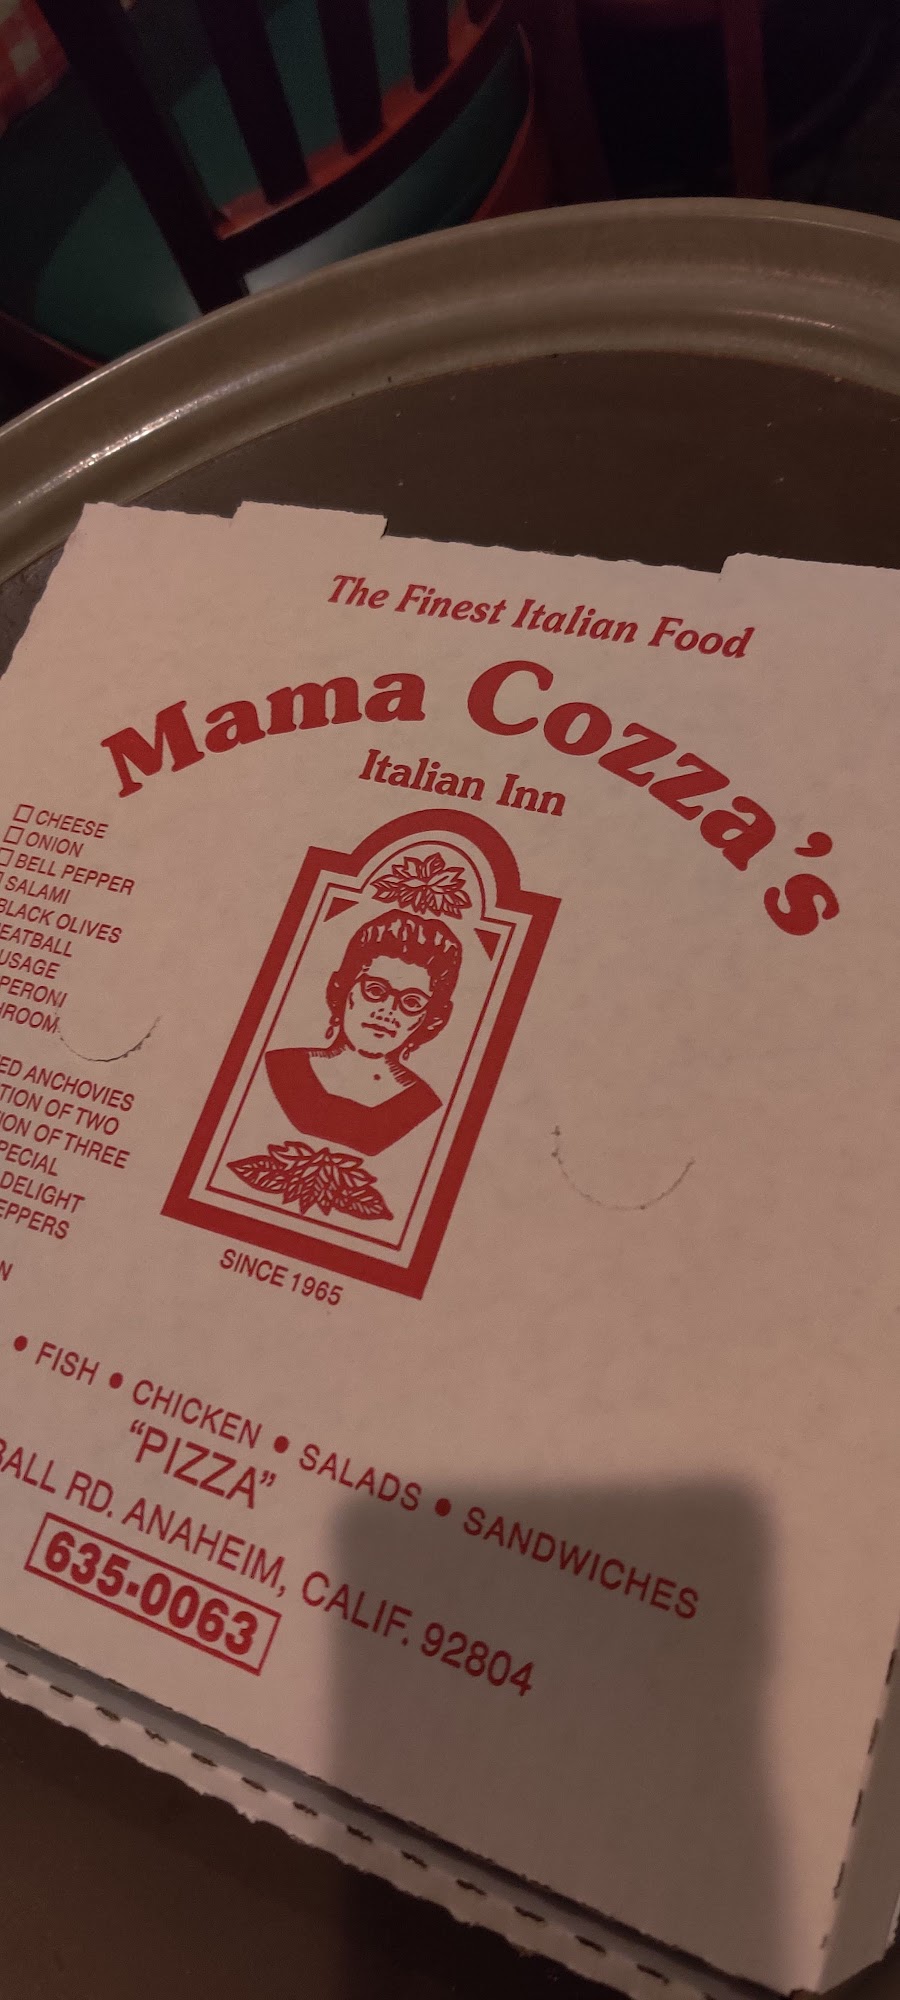 The Finest Italian Food
Mama Cozza's
Italian Inn
CHEESE
ONION
BELL PEPPER
SALAMI
BLACK OLIVES
EATBALL
USAGE
PERONI
HROOM
ED ANCHOVIES
TION OF TWO
ION OF THREE
PECIAL
DELIGHT
EPPERS
N
SINCE 1965
• FISH • CHICKEN • SALADS • SANDWICHES
"PIZZA"
BALL RD. ANAHEIM, CALIF. 92804
635-0063